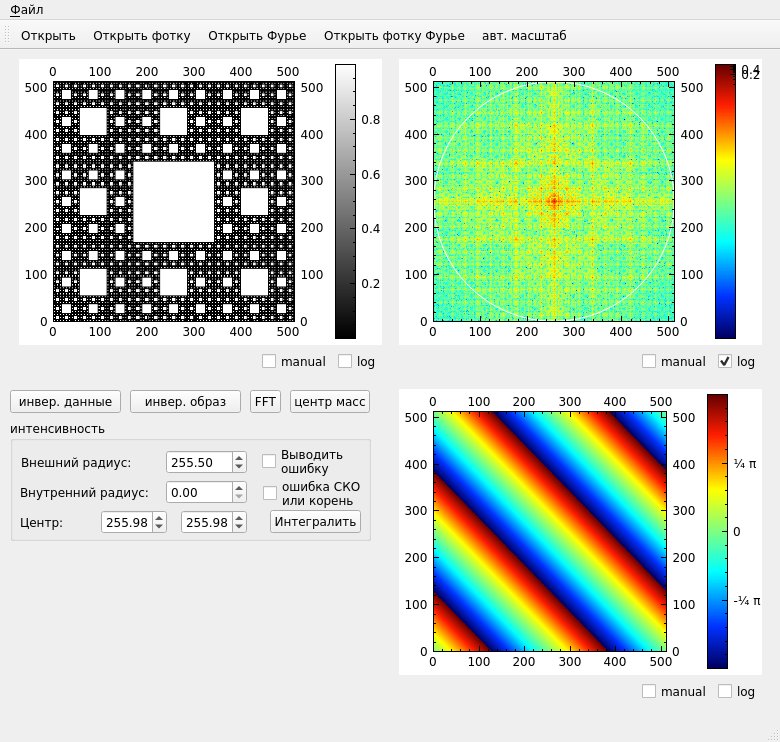 Файл
Открыть Открыть фотку Открыть Фурье Открыть фотку Фурье авт. масштаб
0 100 200 300 400 500
500 500
400 400
300 300
200 200
100 100
0 0
0 100 200 300 400 500
0.8
0.6
0.4
0.2
manual log
0 100 200 300 400 500
500 500
400 400
300 300
200 200
100 100
0 0
0 100 200 300 400 500
0.4
0.2
manual log
инвер. данные инвер. образ FFT центр масс
интенсивность
Внешний радиус: 255.50 Выводить
ошибку
Внутренний радиус: 0.00 ошибка СКО
или корень
Центр: 255.98 255.98 Интегралить
0 100 200 300 400 500
500 500
400 400
300 300
200 200
100 100
0 0
0 100 200 300 400 500
¼ π
0
-¼ π
manual log